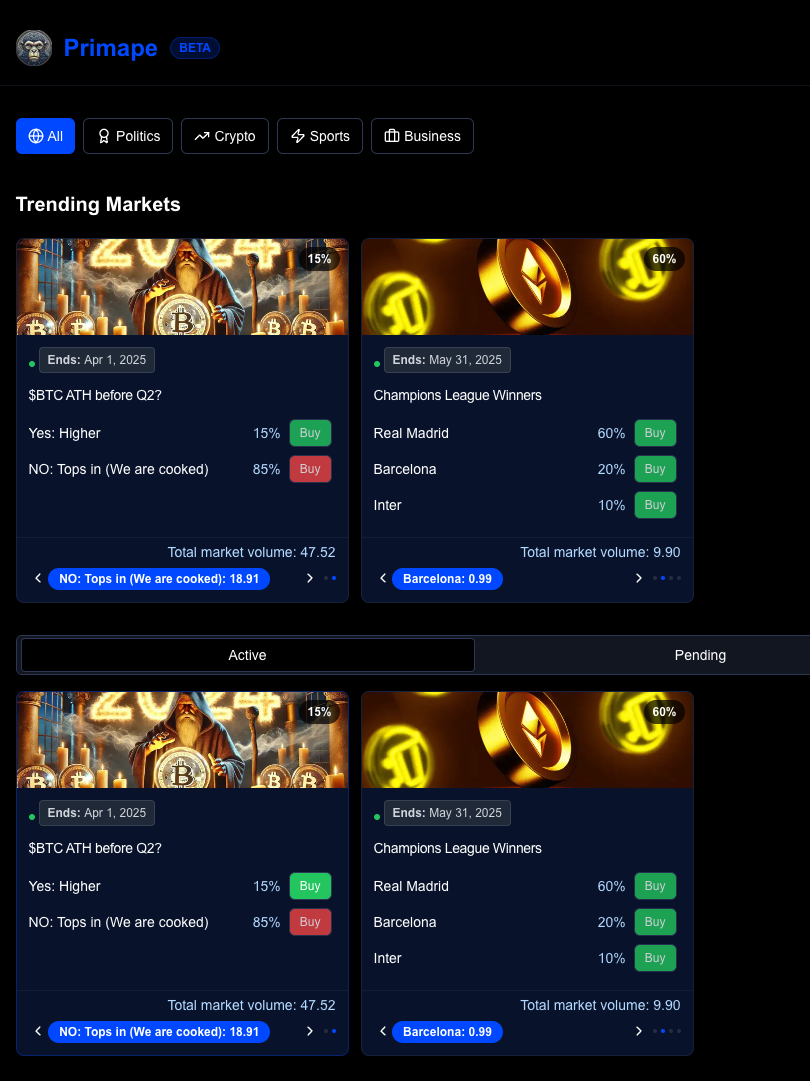 Primape BETA
All Politics Crypto Sports Business
Trending Markets
2024
15%
Ends: Apr 1, 2025
$BTC ATH before Q2?
Yes: Higher 15% Buy
NO: Tops in (We are cooked) 85% Buy
Total market volume: 47.52
NO: Tops in (We are cooked): 18.91
60%
Ends: May 31, 2025
Champions League Winners
Real Madrid 60% Buy
Barcelona 20% Buy
Inter 10% Buy
Total market volume: 9.90
Barcelona: 0.99
Active Pending
2024
15%
Ends: Apr 1, 2025
$BTC ATH before Q2?
Yes: Higher 15% Buy
NO: Tops in (We are cooked) 85% Buy
Total market volume: 47.52
NO: Tops in (We are cooked): 18.91
60%
Ends: May 31, 2025
Champions League Winners
Real Madrid 60% Buy
Barcelona 20% Buy
Inter 10% Buy
Total market volume: 9.90
Barcelona: 0.99